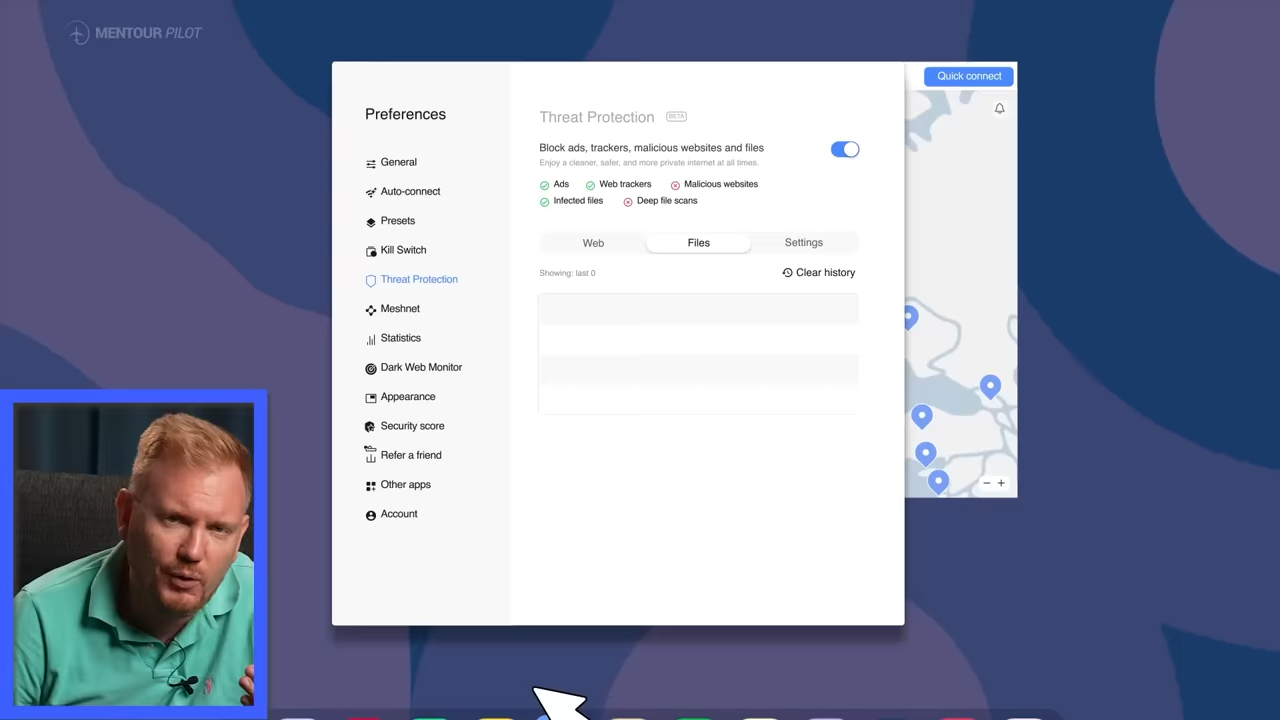 MENTOUR PILOT
Quick connect
Preferences
General
Auto-connect
Presets
Kill Switch
Threat Protection
Meshnet
Statistics
Dark Web Monitor
Appearance
Security score
Refer a friend
Other apps
Account
Threat Protection BETA
Block ads, trackers, malicious websites and files
Enjoy a cleaner, safer, and more private internet at all times.
Ads Web trackers Malicious websites
Infected files Deep file scans
Web Files Settings
Showing: last 0 Clear history